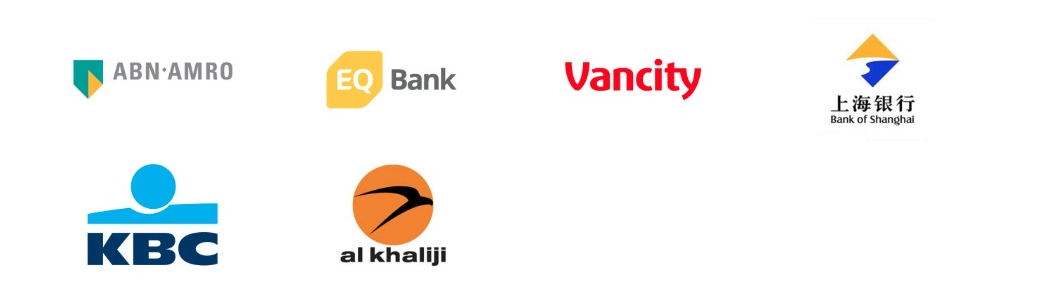 ABN·AMRO
EQ Bank
Vancity
上海银行
Bank of Shanghai
KBC
al khaliji